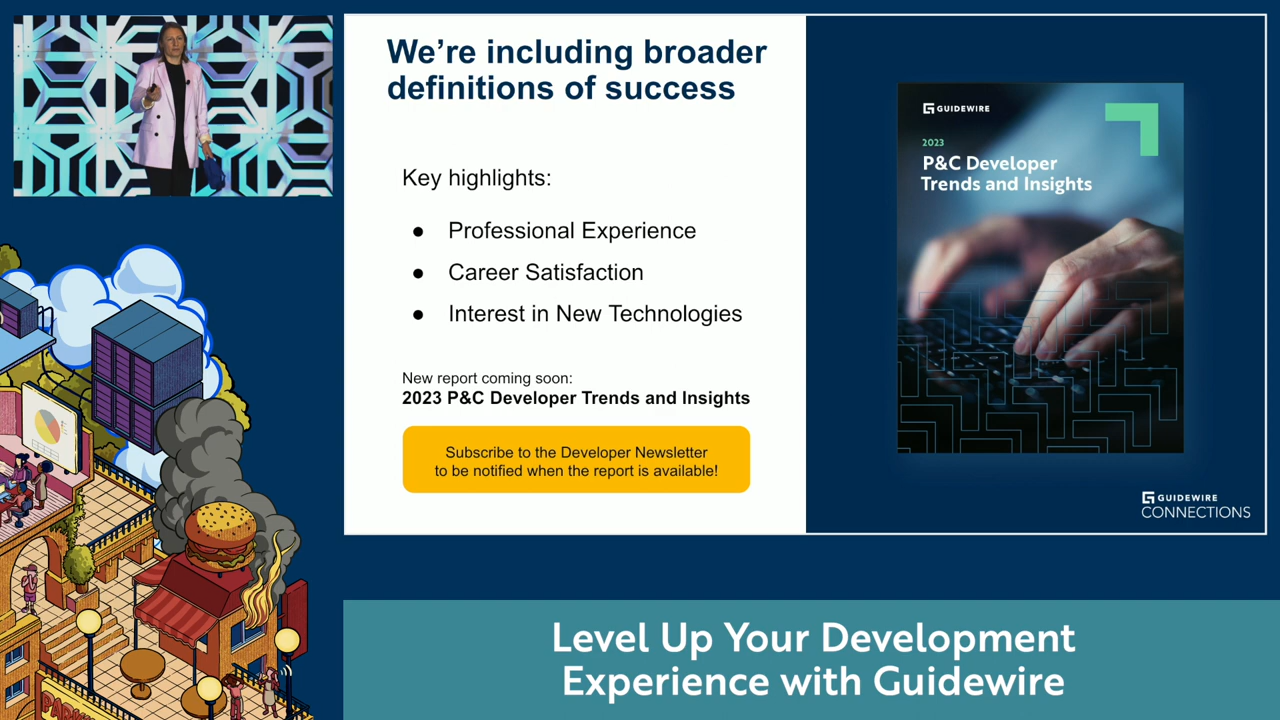 We’re including broader
definitions of success
Key highlights:
● Professional Experience
● Career Satisfaction
● Interest in New Technologies
New report coming soon:
2023 P&C Developer Trends and Insights
Subscribe to the Developer Newsletter
to be notified when the report is available!
GUIDEWIRE
2023
P&C Developer
Trends and Insights
GUIDEWIRE
CONNECTIONS
Level Up Your Development
Experience with Guidewire